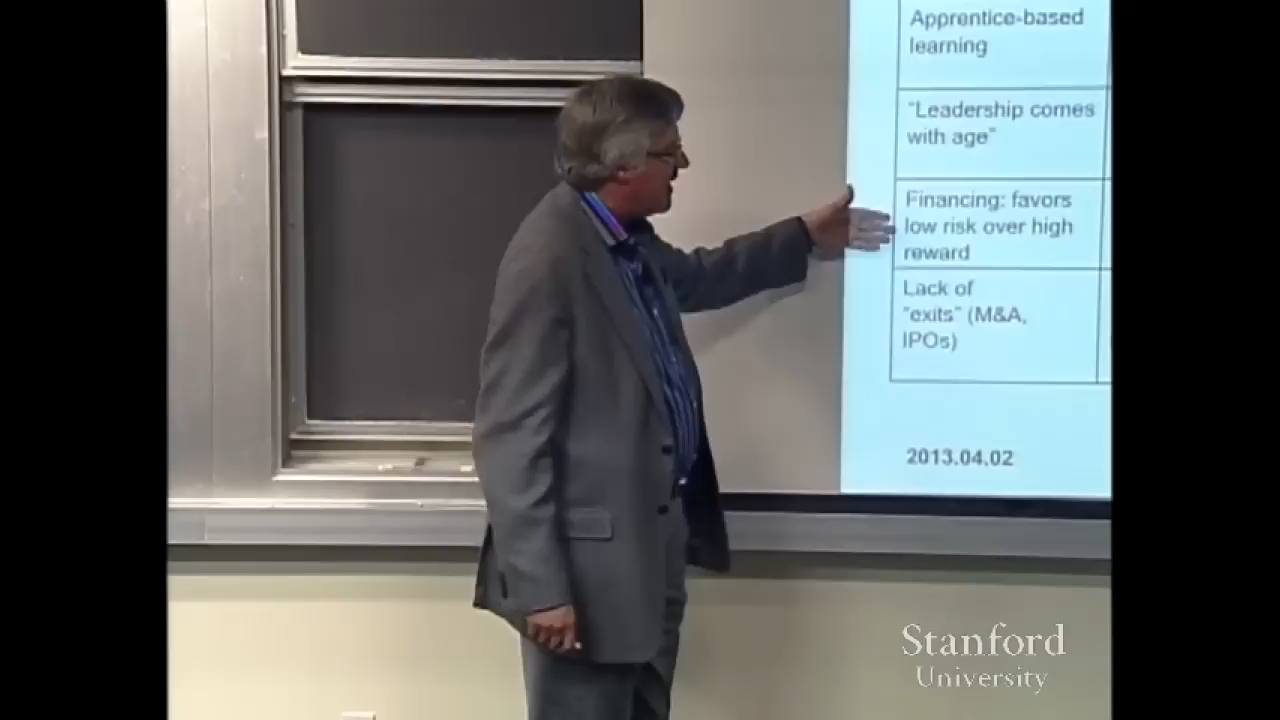 Apprentice-based
learning
“Leadership comes
with age”
Financing: favors
low risk over high
reward
Lack of
“exits” (M&A,
IPOs)
2013.04.02
Stanford
University